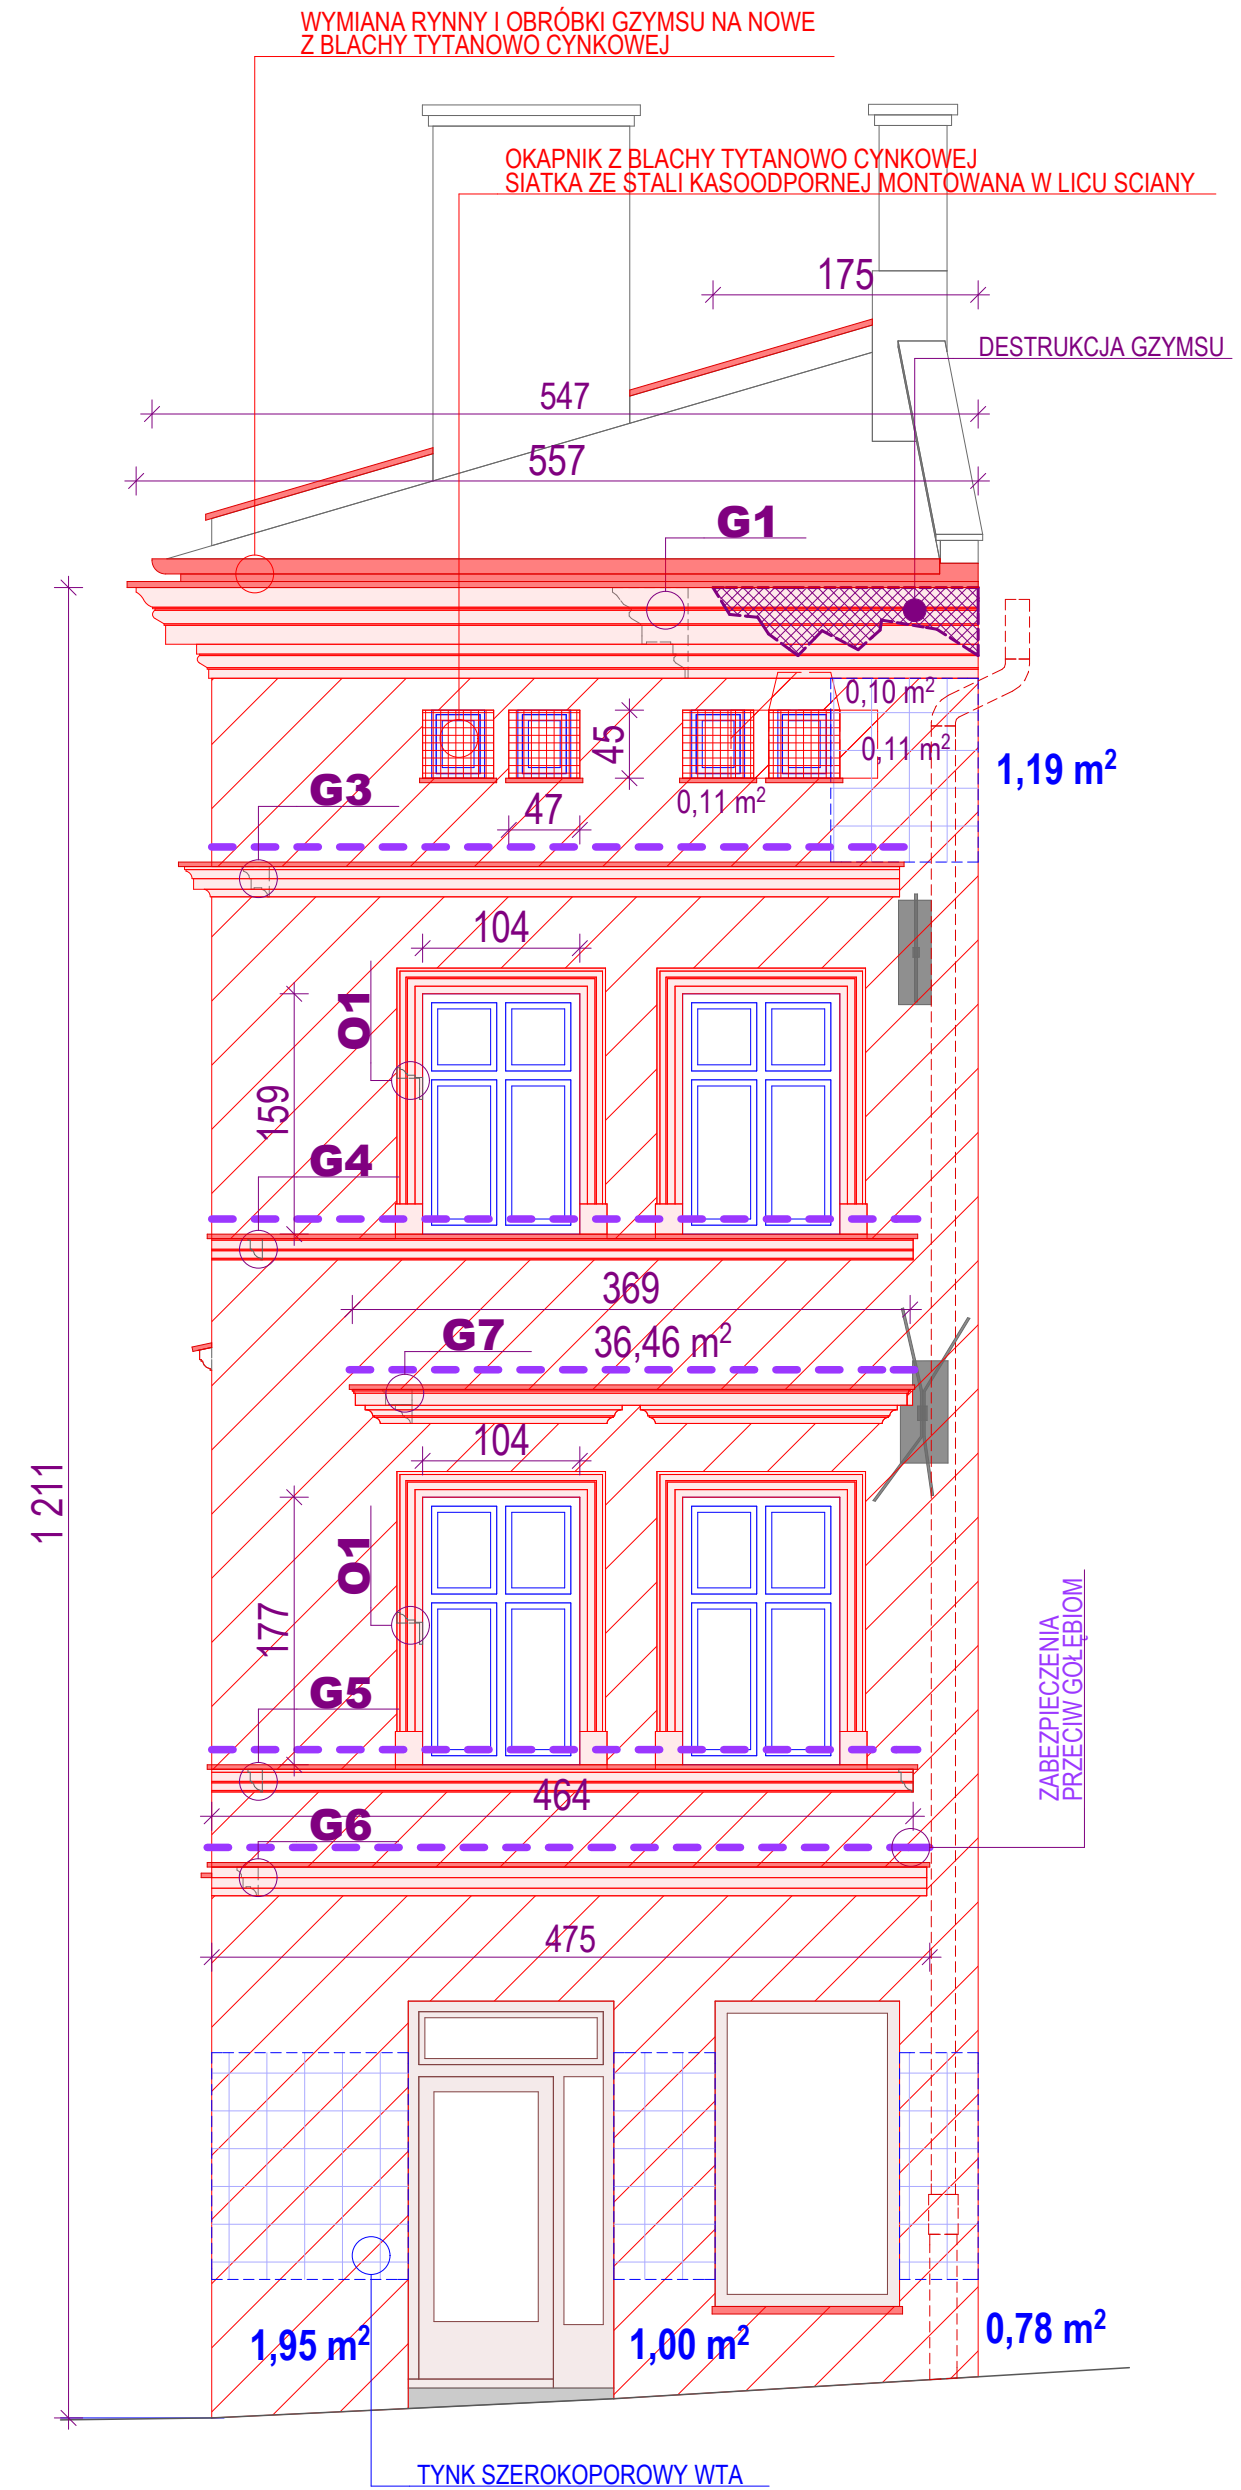 WYMIANA RYNNY I OBRÓBKI GZYMSU NA NOWE
Z BLACHY TYTANOWO CYNKOWEJ
OKAPNIK Z BLACHY TYTANOWO CYNKOWEJ
SIATKA ZE STALI KASOODPORNEJ MONTOWANA W LICU SCIANY
175
DESTRUKCJA GZYMSU
547
557
G1
0,10 m²
45
0,11 m²
1,19 m²
G3
47
0,11 m²
104
O1
159
G4
369
G7
36,46 m²
104
1 211
O1
177
ZABEZPIECZENIA
PRZECIW GOŁĘBIOM
G5
464
G6
475
1,95 m²
1,00 m²
0,78 m²
TYNK SZEROKOPOROWY WTA